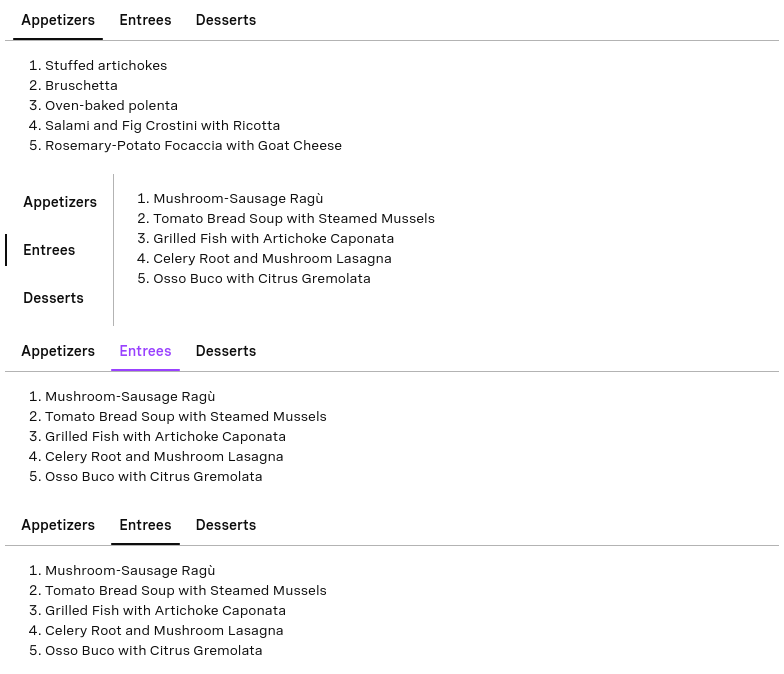 Appetizers Entrees Desserts
1. Stuffed artichokes
2. Bruschetta
3. Oven-baked polenta
4. Salami and Fig Crostini with Ricotta
5. Rosemary-Potato Focaccia with Goat Cheese
Appetizers
Entrees
Desserts
1. Mushroom-Sausage Ragù
2. Tomato Bread Soup with Steamed Mussels
3. Grilled Fish with Artichoke Caponata
4. Celery Root and Mushroom Lasagna
5. Osso Buco with Citrus Gremolata
Appetizers Entrees Desserts
1. Mushroom-Sausage Ragù
2. Tomato Bread Soup with Steamed Mussels
3. Grilled Fish with Artichoke Caponata
4. Celery Root and Mushroom Lasagna
5. Osso Buco with Citrus Gremolata
Appetizers Entrees Desserts
1. Mushroom-Sausage Ragù
2. Tomato Bread Soup with Steamed Mussels
3. Grilled Fish with Artichoke Caponata
4. Celery Root and Mushroom Lasagna
5. Osso Buco with Citrus Gremolata